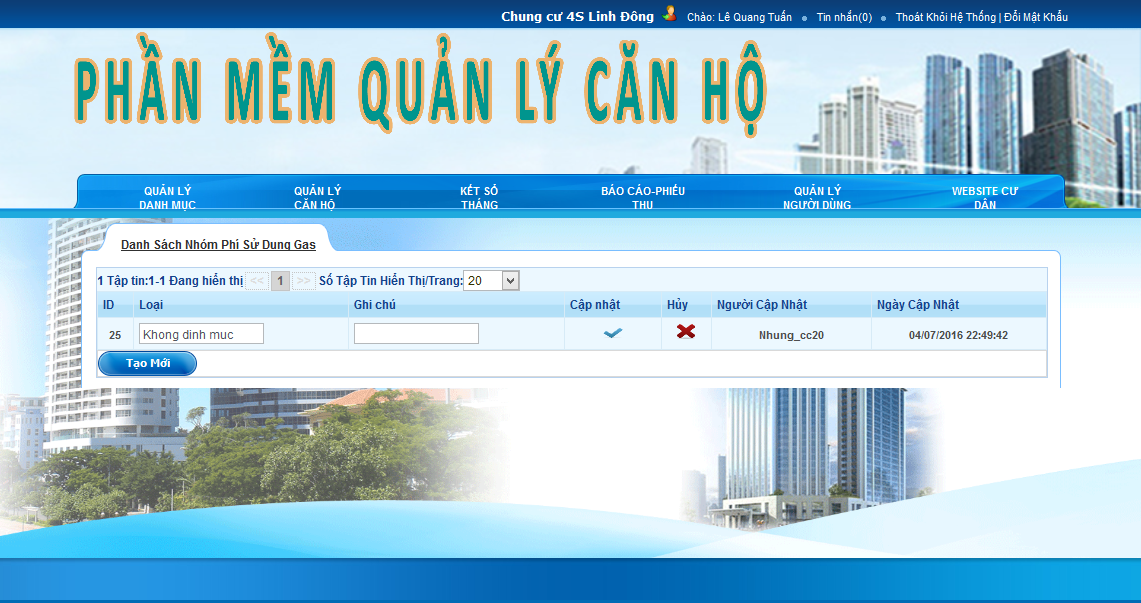 Chung cư 4S Linh Đông Chào: Lê Quang Tuấn Tin nhắn(0) Thoát Khỏi Hệ Thống | Đổi Mật Khẩu
PHẦN MỀM QUẢN LÝ CĂN HỘ
QUẢN LÝ DANH MỤC
QUẢN LÝ CĂN HỘ
KẾT SỔ THÁNG
BÁO CÁO-PHIẾU THU
QUẢN LÝ NGƯỜI DÙNG
WEBSITE CƯ DÂN
Danh Sách Nhóm Phí Sử Dụng Gas
1 Tập tin:1-1 Đang hiển thị << 1 >> Số Tập Tin Hiển Thị/Trang: 20
ID Loại Ghi chú Cập nhật Hủy Người Cập Nhật Ngày Cập Nhật
25 Khong dinh muc Nhung_cc20 04/07/2016 22:49:42
Tạo Mới